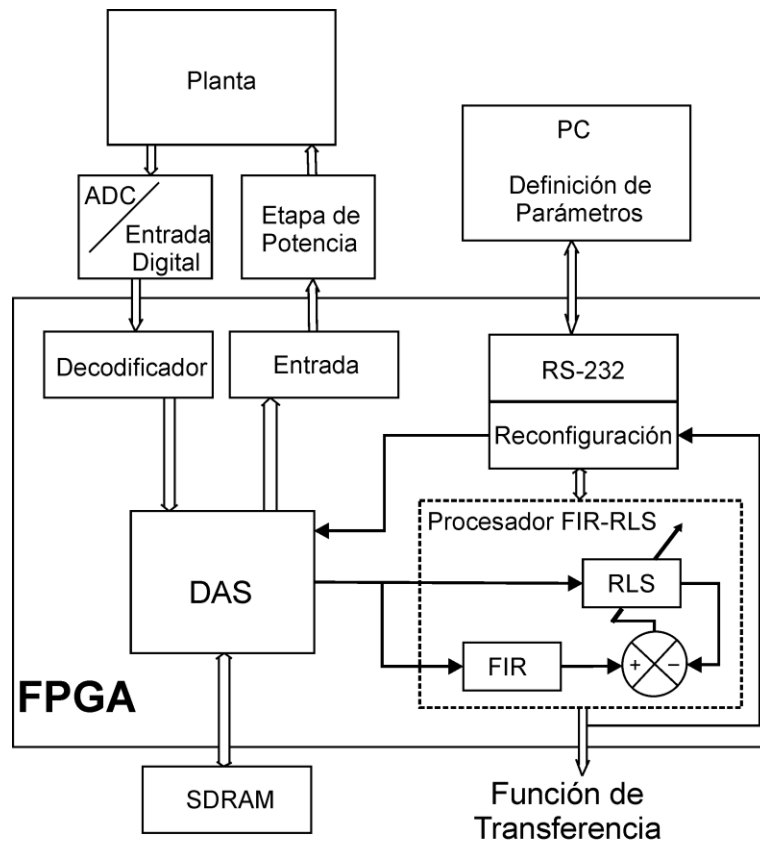 Planta
PC
Definición de
Parámetros
ADC
Entrada
Digital
Etapa de
Potencia
Decodificador
Entrada
RS-232
Reconfiguración
Procesador FIR-RLS
DAS
RLS
FIR
+
−
FPGA
SDRAM
Función de
Transferencia